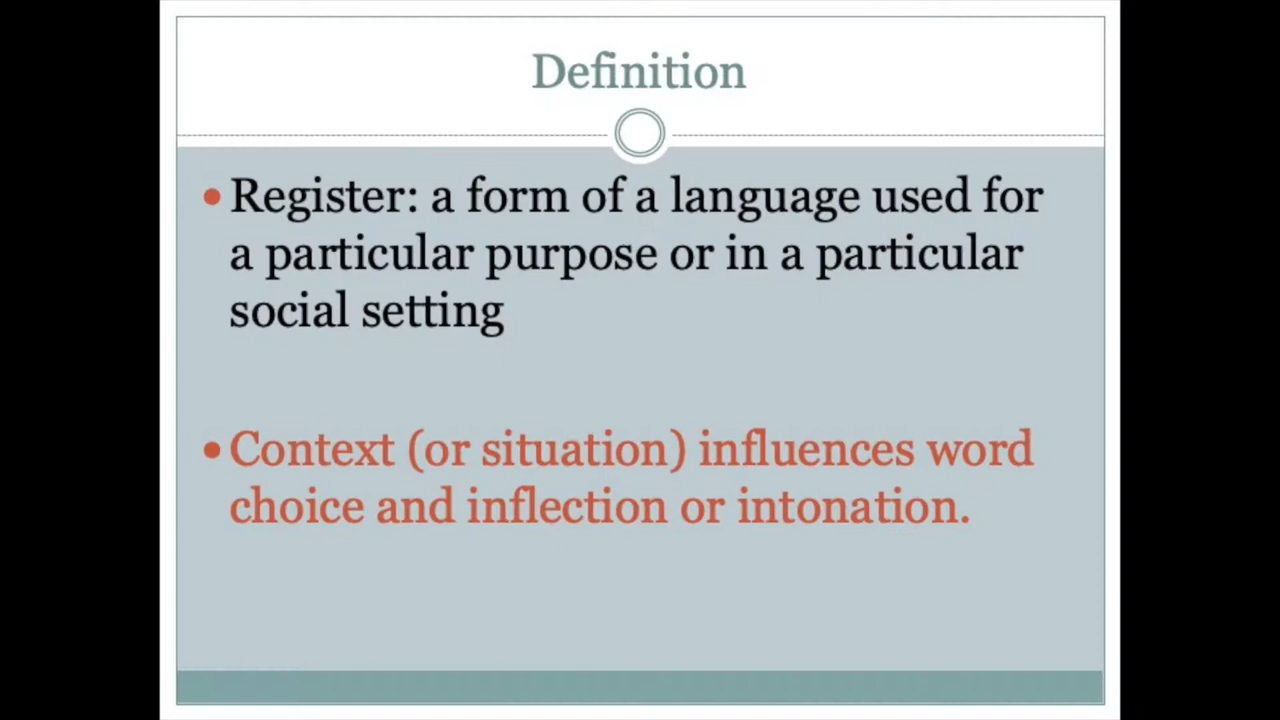 Definition
• Register: a form of a language used for
a particular purpose or in a particular
social setting
• Context (or situation) influences word
choice and inflection or intonation.